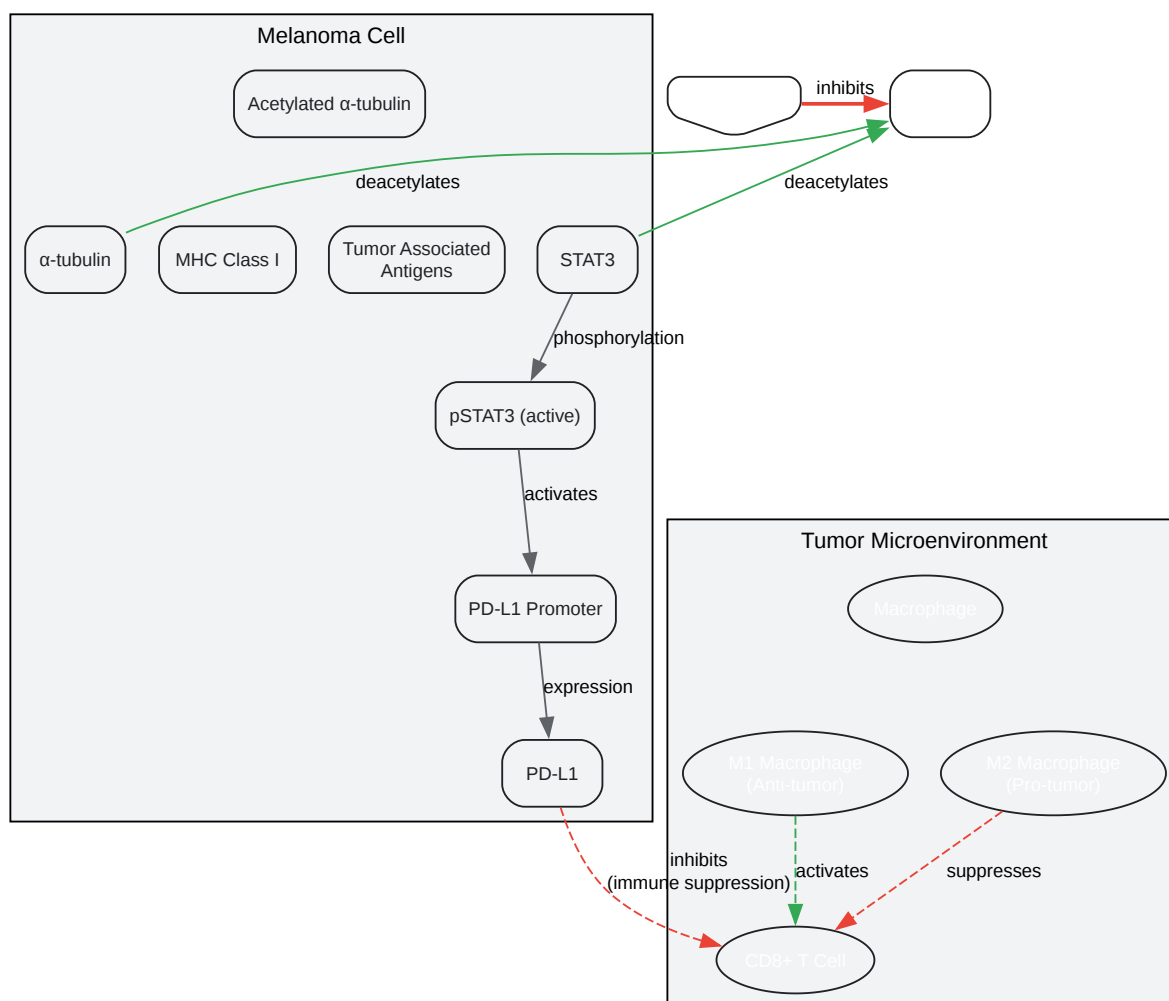 Melanoma Cell
Acetylated α-tubulin
inhibits
deacetylates
deacetylates
α-tubulin
MHC Class I
Tumor Associated
Antigens
STAT3
phosphorylation
pSTAT3 (active)
activates
Tumor Microenvironment
PD-L1 Promoter
Macrophage
expression
PD-L1
M1 Macrophage
(Anti-tumor)
M2 Macrophage
(Pro-tumor)
inhibits
(immune suppression)
activates
suppresses
CD8+ T Cell